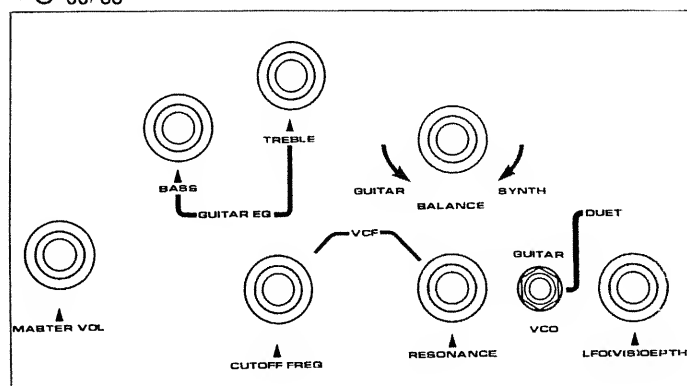 TREBLE
BASS
GUITAR EQ
GUITAR
BALANCE
SYNTH
VCF
DUET
GUITAR
VCO
MASTER VOL
CUTOFF FREQ
RESONANCE
LFO(VIB)DEPTH